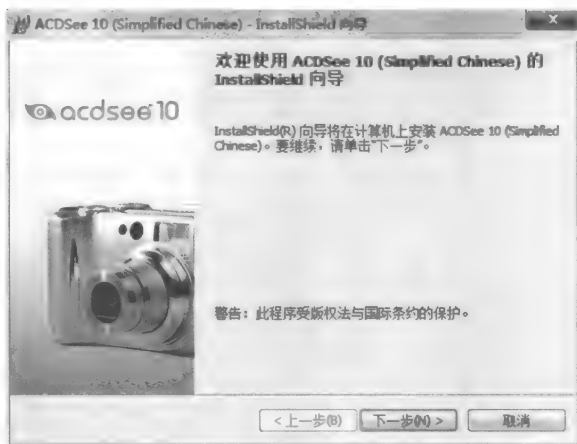 ACDSee 10 (Simplified Chinese) - InstallShield 向导
欢迎使用 ACDSee 10 (Simplified Chinese) 的
InstallShield 向导
acdsee 10
InstallShield(R) 向导将在计算机上安装 ACDSee 10 (Simplified
Chinese)。要继续，请单击“下一步”。
警告：此程序受版权法与国际条约的保护。
<上一步(B)
下一步(N) >
取消